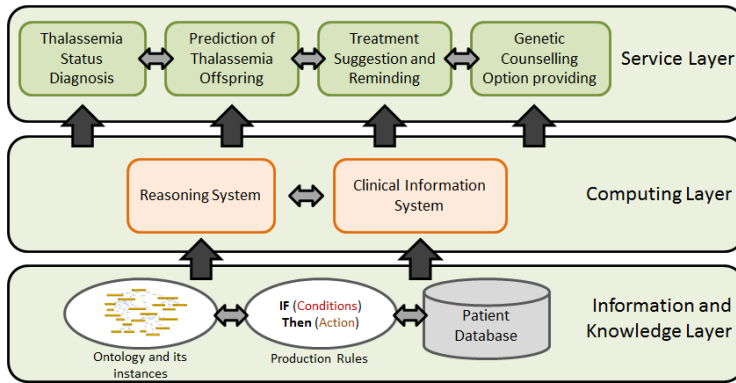 Thalassemia
Status
Diagnosis
Prediction of
Thalassemia
Offspring
Treatment
Suggestion and
Reminding
Genetic
Counselling
Option providing
Service Layer
Reasoning System
Clinical Information
System
Computing Layer
IF (Conditions)
Then (Action)
Patient
Database
Information and
Knowledge Layer
Ontology and its
instances
Production Rules